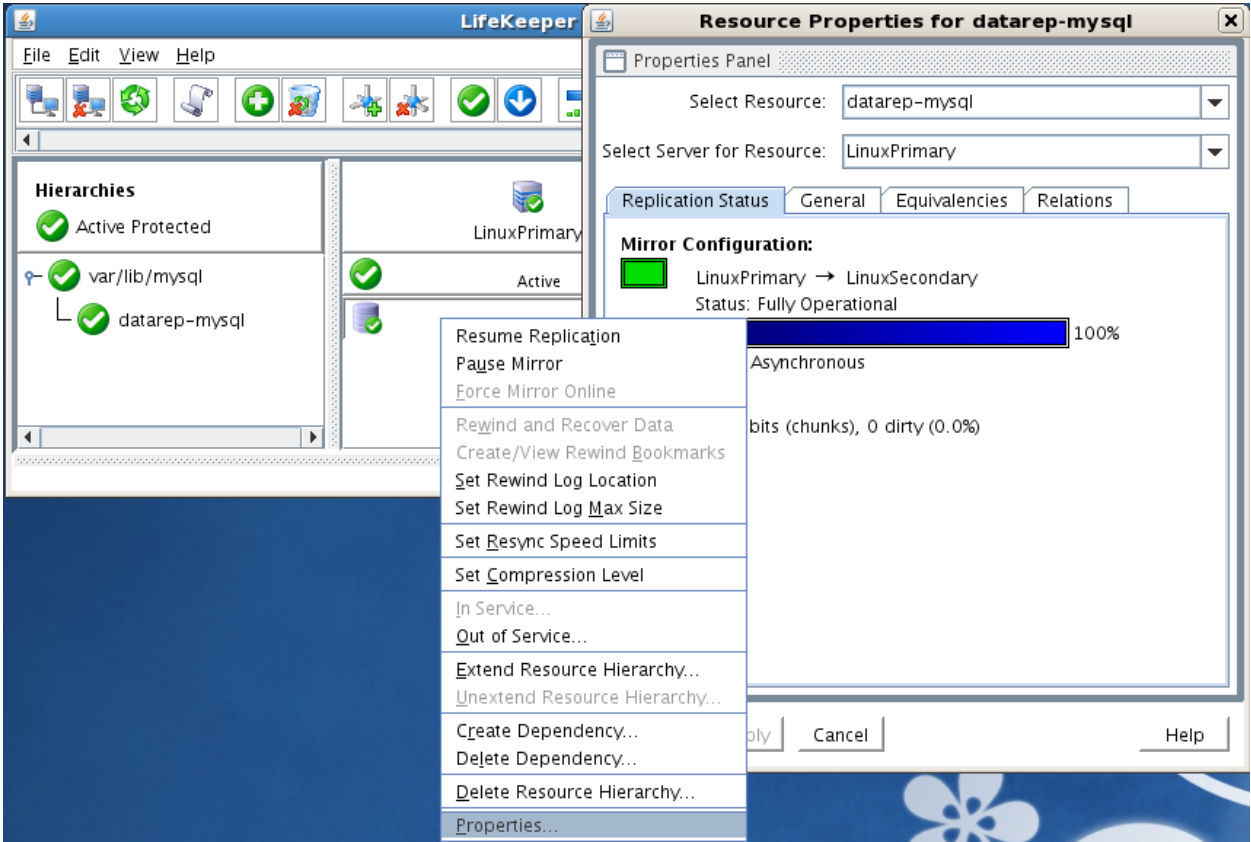 LifeKeeper
File Edit View Help
Hierarchies
Active Protected
var/lib/mysql
datarep-mysql
LinuxPrimary
Active
Resource Properties for datarep-mysql
Properties Panel
Select Resource: datarep-mysql
Select Server for Resource: LinuxPrimary
Replication Status General Equivalencies Relations
Mirror Configuration:
LinuxPrimary → LinuxSecondary
Status: Fully Operational
100%
Asynchronous
bits (chunks), 0 dirty (0.0%)
Cancel Help
Resume Replication
Pause Mirror
Force Mirror Online
Rewind and Recover Data
Create/View Rewind Bookmarks
Set Rewind Log Location
Set Rewind Log Max Size
Set Resync Speed Limits
Set Compression Level
In Service...
Out of Service...
Extend Resource Hierarchy...
Unextend Resource Hierarchy...
Create Dependency...
Delete Dependency...
Delete Resource Hierarchy...
Properties...